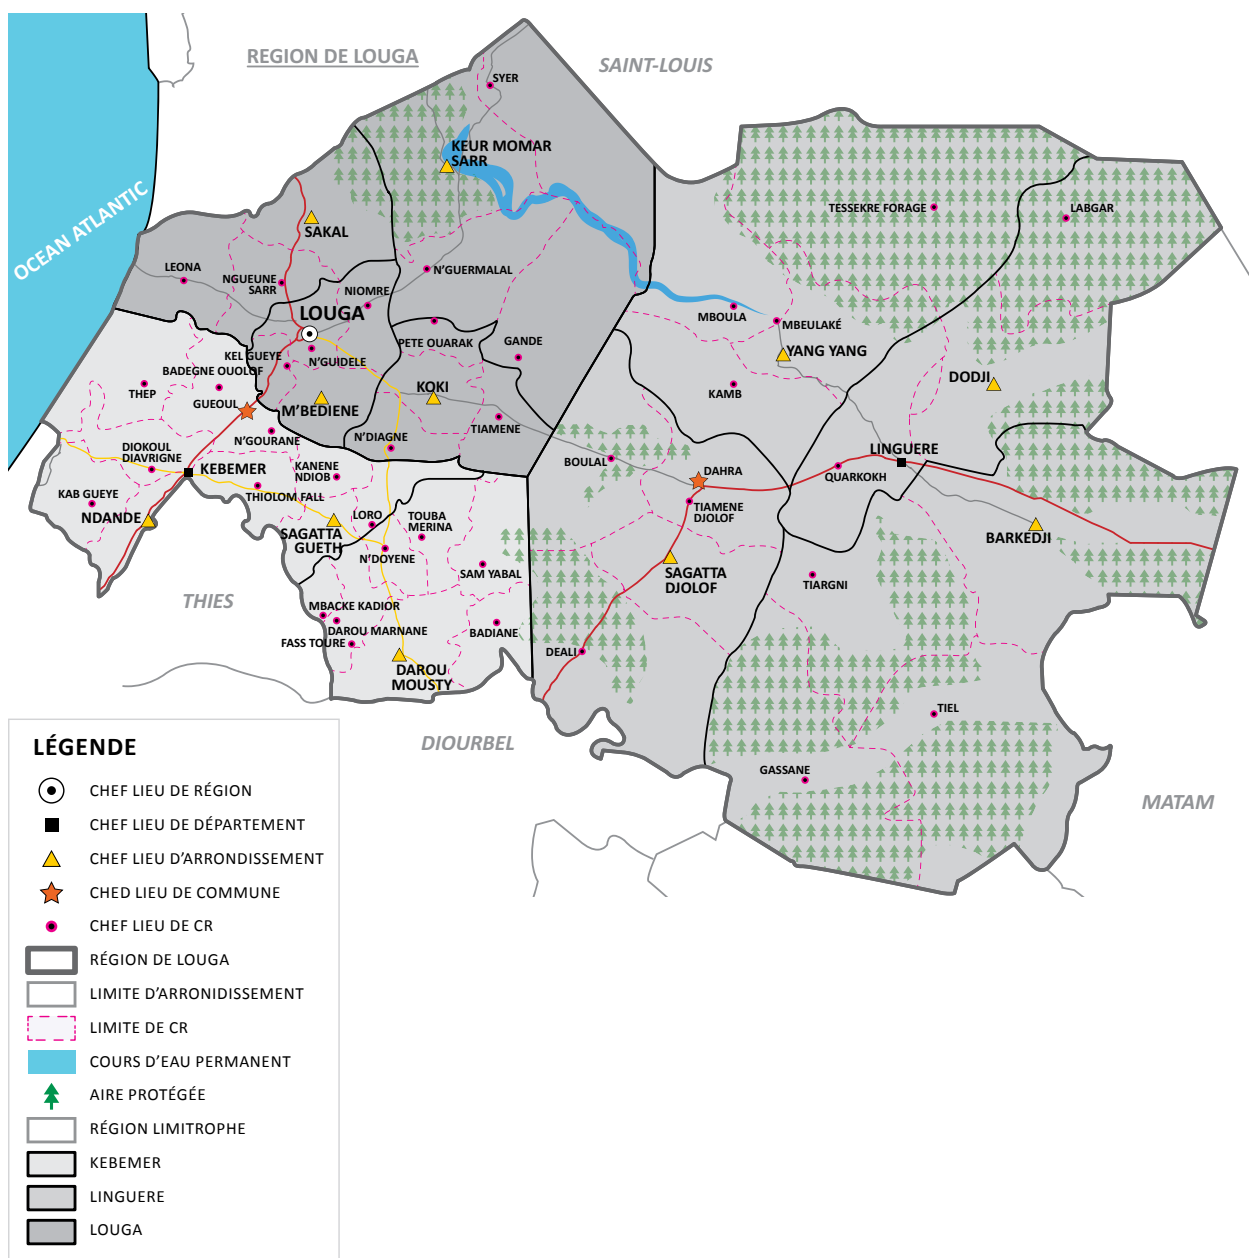 REGION DE LOUGA
SAINT-LOUIS
SYER
KEUR MOMAR
SARR
OCEAN ATLANTIC
SAKAL
TESSEKRE FORAGE
LABGAR
LEONA
NGUEUNE
SARR
N'GUERMALAL
NIOMRE
LOUGA
MBOULA
MBEULAKÉ
PETE OUARAK
GANDE
YANG YANG
KEL GUEYE
N'GUIDELE
BADEGNE OUOLOF
THEP
GUEOUL
M'BEDIENE
KOKI
KAMB
DODJI
TIAMENE
N'GOURANE
N'DIAGNE
DIOKOUL
DIAVRIGNE
KEBEMER
KANENE
NDIOB
BOULAL
DAHRA
LINGUERE
QUARKOKH
KAB GUEYE
THIOLOM FALL
NDANDE
SAGATTA
GUETH
LORO
TOUBA
MERINA
TIAMENE
DJOLOF
BARKEDJI
N'DOYENE
SAM YABAL
SAGATTA
DJOLOF
TIARGNI
THIES
MBACKE KADIOR
DAROU MARNANE
FASS TOURE
BADIANE
DEALI
DAROU
MOUSTY
TIEL
DIOURBEL
GASSANE
MATAM
LÉGENDE
CHEF LIEU DE RÉGION
CHEF LIEU DE DÉPARTEMENT
CHEF LIEU D'ARRONDISSEMENT
CHED LIEU DE COMMUNE
CHEF LIEU DE CR
RÉGION DE LOUGA
LIMITE D'ARRONIDISSEMENT
LIMITE DE CR
COURS D'EAU PERMANENT
AIRE PROTÉGÉE
RÉGION LIMITROPHE
KEBEMER
LINGUERE
LOUGA